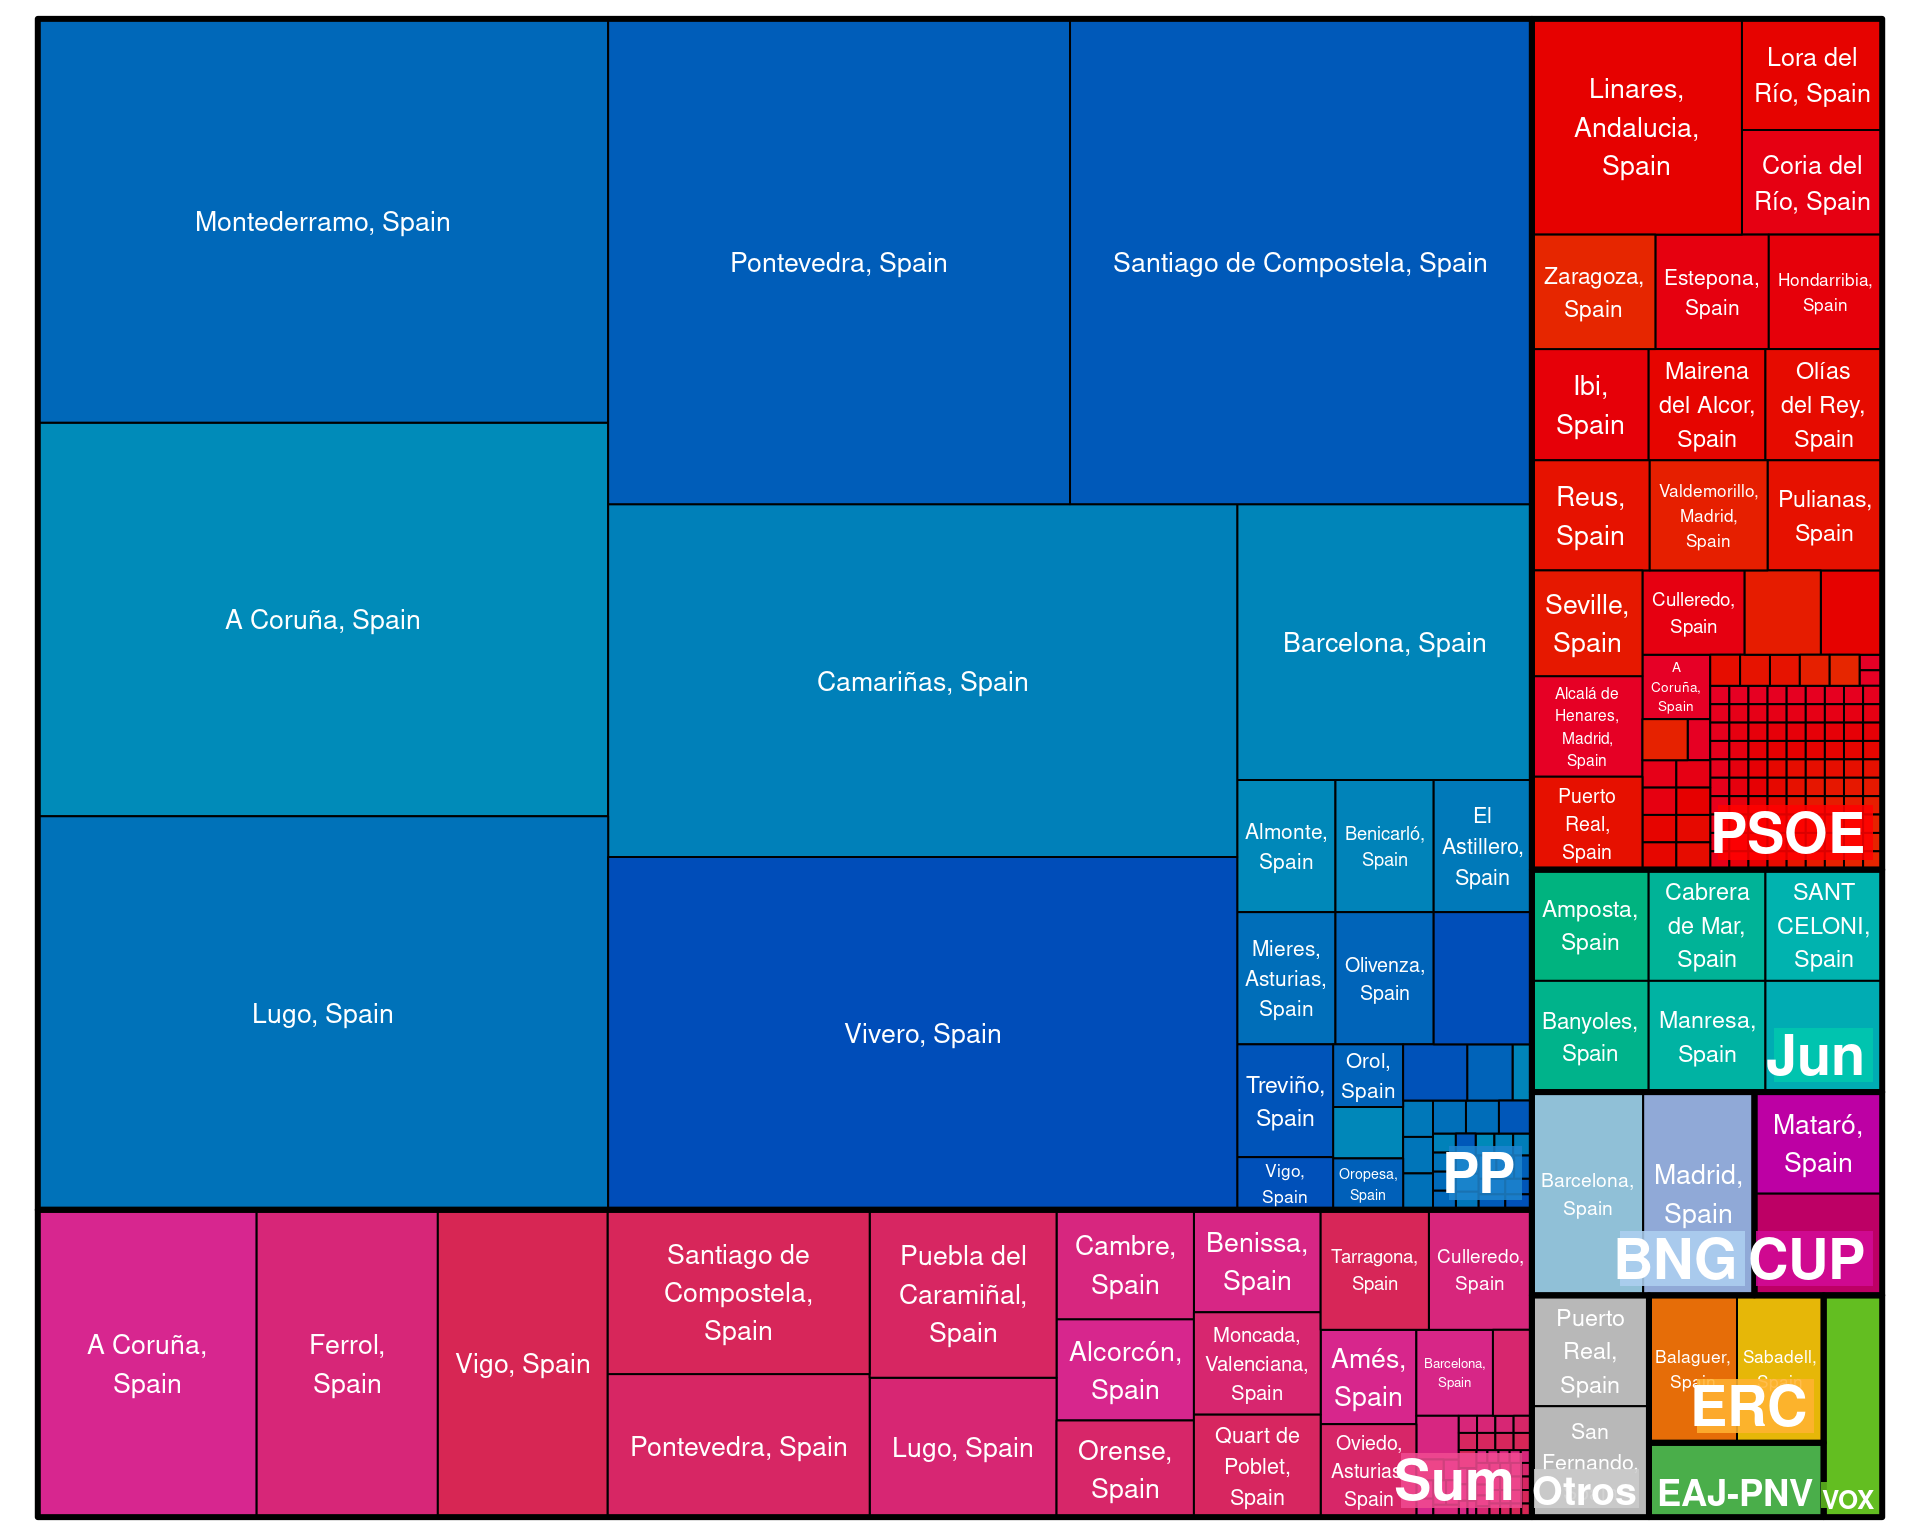 Montederramo, Spain
A Coruña, Spain
Lugo, Spain
Pontevedra, Spain
Santiago de Compostela, Spain
Camariñas, Spain
Vivero, Spain
Barcelona, Spain
Almonte,
Spain
Benicarló,
Spain
El
Astillero,
Spain
Mieres,
Asturias,
Spain
Olivenza,
Spain
Treviño,
Spain
Vigo,
Spain
Orol,
Spain
Oropesa,
Spain
PP
A Coruña,
Spain
Ferrol,
Spain
Vigo, Spain
Santiago de
Compostela,
Spain
Pontevedra, Spain
Puebla del
Caramiñal,
Spain
Lugo, Spain
Cambre,
Spain
Alcorcón,
Spain
Orense,
Spain
Benissa,
Spain
Moncada,
Valenciana,
Spain
Quart de
Poblet,
Spain
Tarragona,
Spain
Culleredo,
Spain
Amés,
Spain
Barcelona,
Spain
Oviedo,
Asturias
Spain
Sum
Linares,
Andalucia,
Spain
Lora del
Río, Spain
Coria del
Río, Spain
Zaragoza,
Spain
Estepona,
Spain
Hondarribia,
Spain
Ibi,
Spain
Mairena
del Alcor,
Spain
Olías
del Rey,
Spain
Reus,
Spain
Valdemorillo,
Madrid,
Spain
Pulianas,
Spain
Seville,
Spain
Culleredo,
Spain
A
Coruña,
Spain
Alcalá de
Henares,
Madrid,
Spain
Puerto
Real,
Spain
PSOE
Amposta,
Spain
Cabrera
de Mar,
Spain
SANT
CELONI,
Spain
Banyoles,
Spain
Manresa,
Spain
Jun
Barcelona,
Spain
Madrid,
Spain
BNG
Mataró,
Spain
CUP
Puerto
Real,
Spain
San
Fernando,
Otros
Balaguer,
Spain
Sabadell,
Spain
ERC
EAJ-PNV
VOX